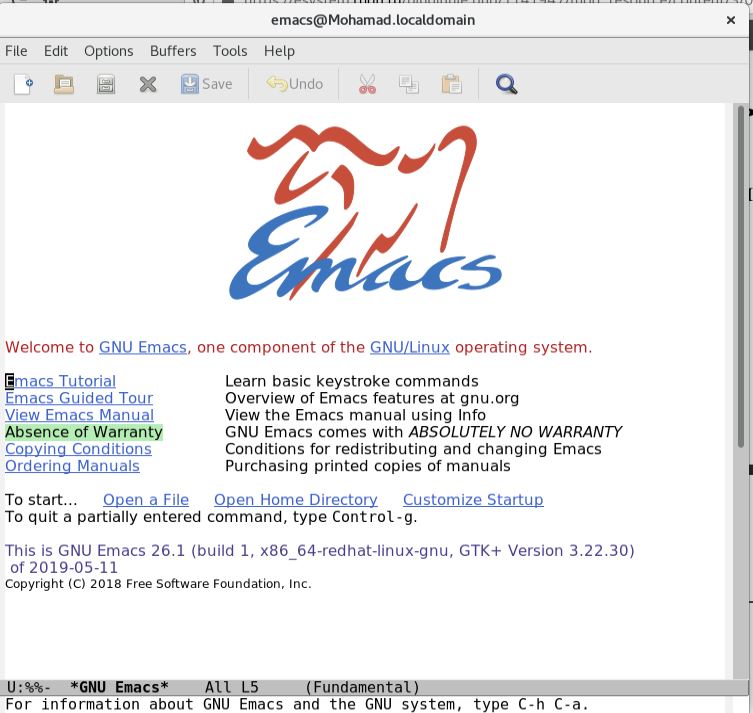 emacs@Mohamad.localdomain ×
File Edit Options Buffers Tools Help
Save Undo
Emacs
Welcome to GNU Emacs, one component of the GNU/Linux operating system.
Emacs Tutorial Learn basic keystroke commands
Emacs Guided Tour Overview of Emacs features at gnu.org
View Emacs Manual View the Emacs manual using Info
Absence of Warranty GNU Emacs comes with ABSOLUTELY NO WARRANTY
Copying Conditions Conditions for redistributing and changing Emacs
Ordering Manuals Purchasing printed copies of manuals
To start... Open a File Open Home Directory Customize Startup
To quit a partially entered command, type Control-g.
This is GNU Emacs 26.1 (build 1, x86_64-redhat-linux-gnu, GTK+ Version 3.22.30)
of 2019-05-11
Copyright (C) 2018 Free Software Foundation, Inc.
U:%%- *GNU Emacs* All L5 (Fundamental)
For information about GNU Emacs and the GNU system, type C-h C-a.